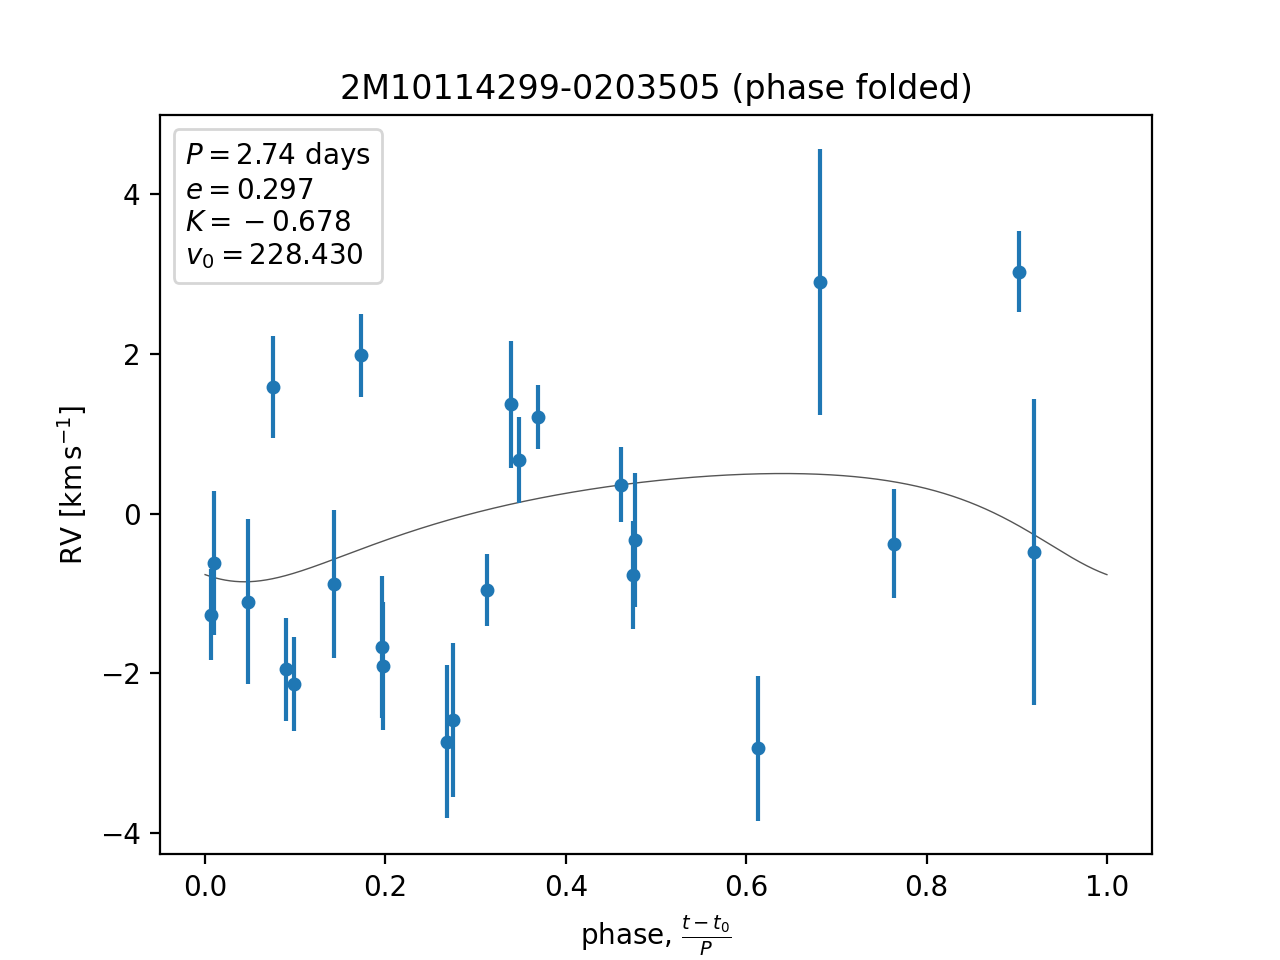 2M10114299-0203505 (phase folded)
P = 2.74 days
e = 0.297
K = −0.678
v₀ = 228.430
RV [km s⁻¹]
4
2
0
−2
−4
0.0 0.2 0.4 0.6 0.8 1.0
phase, (t − t₀)/P